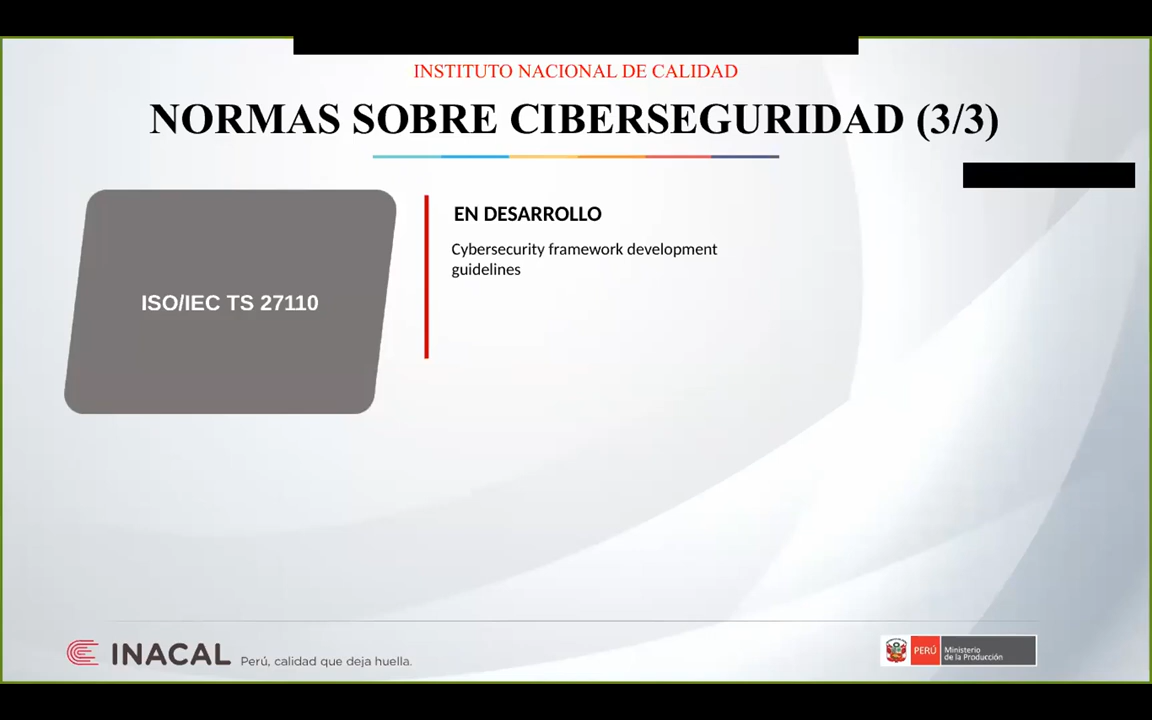 INSTITUTO NACIONAL DE CALIDAD
NORMAS SOBRE CIBERSEGURIDAD (3/3)
ISO/IEC TS 27110
EN DESARROLLO
Cybersecurity framework development
guidelines
INACAL Perú, calidad que deja huella.
PERÚ
Ministerio
de la Producción